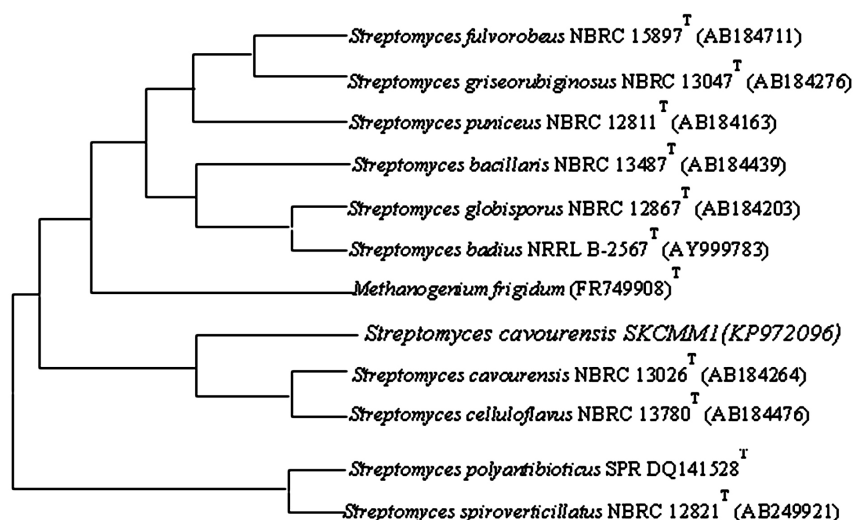 Streptomyces fulvorobeus NBRC 15897T (AB184711)
Streptomyces griseorubiginosus NBRC 13047T (AB184276)
Streptomyces puniceus NBRC 12811T (AB184163)
Streptomyces bacillaris NBRC 13487T (AB184439)
Streptomyces globisporus NBRC 12867T (AB184203)
Streptomyces badius NRRL B-2567T (AY999783)
Methanogenium frigidum (FR749908)T
Streptomyces cavourensis SKCMM1(KP972096)
Streptomyces cavourensis NBRC 13026T (AB184264)
Streptomyces celluloflavus NBRC 13780T (AB184476)
Streptomyces polyantibioticus SPR DQ141528T
Streptomyces spiroverticillatus NBRC 12821T (AB249921)